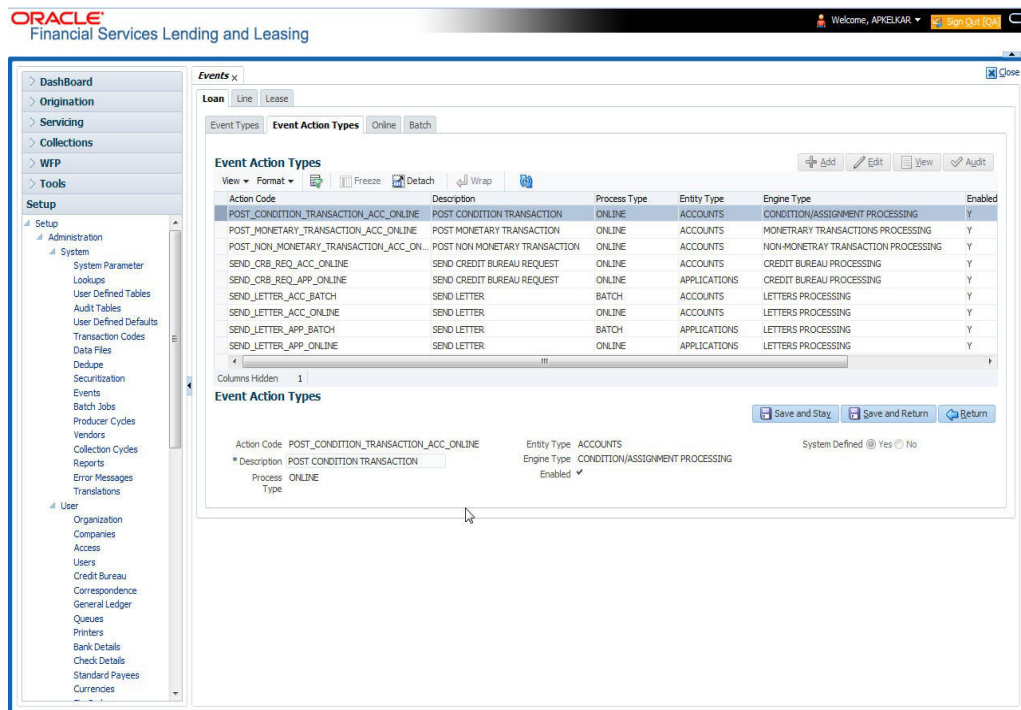 ORACLE
Financial Services Lending and Leasing
Welcome, APKELKAR
Sign Out [QA]
DashBoard
Origination
Servicing
Collections
WFP
Tools
Setup
Setup
Administration
System
System Parameter
Lookups
User Defined Tables
Audit Tables
User Defined Defaults
Transaction Codes
Data Files
Dedupe
Securitization
Events
Batch Jobs
Producer Cycles
Vendors
Collection Cycles
Reports
Error Messages
Translations
User
Organization
Companies
Access
Users
Credit Bureau
Correspondence
General Ledger
Queues
Printers
Bank Details
Check Details
Standard Payees
Currencies
Events
Close
Loan Line Lease
Event Types Event Action Types Online Batch
Event Action Types
Add Edit View Audit
View Format Freeze Detach Wrap
Action Code Description Process Type Entity Type Engine Type Enabled
POST_CONDITION_TRANSACTION_ACC_ONLINE POST CONDITION TRANSACTION ONLINE ACCOUNTS CONDITION/ASSIGNMENT PROCESSING Y
POST_MONETARY_TRANSACTION_ACC_ONLINE POST MONETARY TRANSACTION ONLINE ACCOUNTS MONETRARY TRANSACTIONS PROCESSING Y
POST_NON_MONETARY_TRANSACTION_ACC_ON... POST NON MONETARY TRANSACTION ONLINE ACCOUNTS NON-MONETRAY TRANSACTION PROCESSING Y
SEND_CRB_REQ_ACC_ONLINE SEND CREDIT BUREAU REQUEST ONLINE ACCOUNTS CREDIT BUREAU PROCESSING Y
SEND_CRB_REQ_APP_ONLINE SEND CREDIT BUREAU REQUEST ONLINE APPLICATIONS CREDIT BUREAU PROCESSING Y
SEND_LETTER_ACC_BATCH SEND LETTER BATCH ACCOUNTS LETTERS PROCESSING Y
SEND_LETTER_ACC_ONLINE SEND LETTER ONLINE ACCOUNTS LETTERS PROCESSING Y
SEND_LETTER_APP_BATCH SEND LETTER BATCH APPLICATIONS LETTERS PROCESSING Y
SEND_LETTER_APP_ONLINE SEND LETTER ONLINE APPLICATIONS LETTERS PROCESSING Y
Columns Hidden 1
Event Action Types
Save and Stay Save and Return Return
Action Code POST_CONDITION_TRANSACTION_ACC_ONLINE Entity Type ACCOUNTS System Defined Yes No
* Description POST CONDITION TRANSACTION Engine Type CONDITION/ASSIGNMENT PROCESSING
Process Type ONLINE Enabled